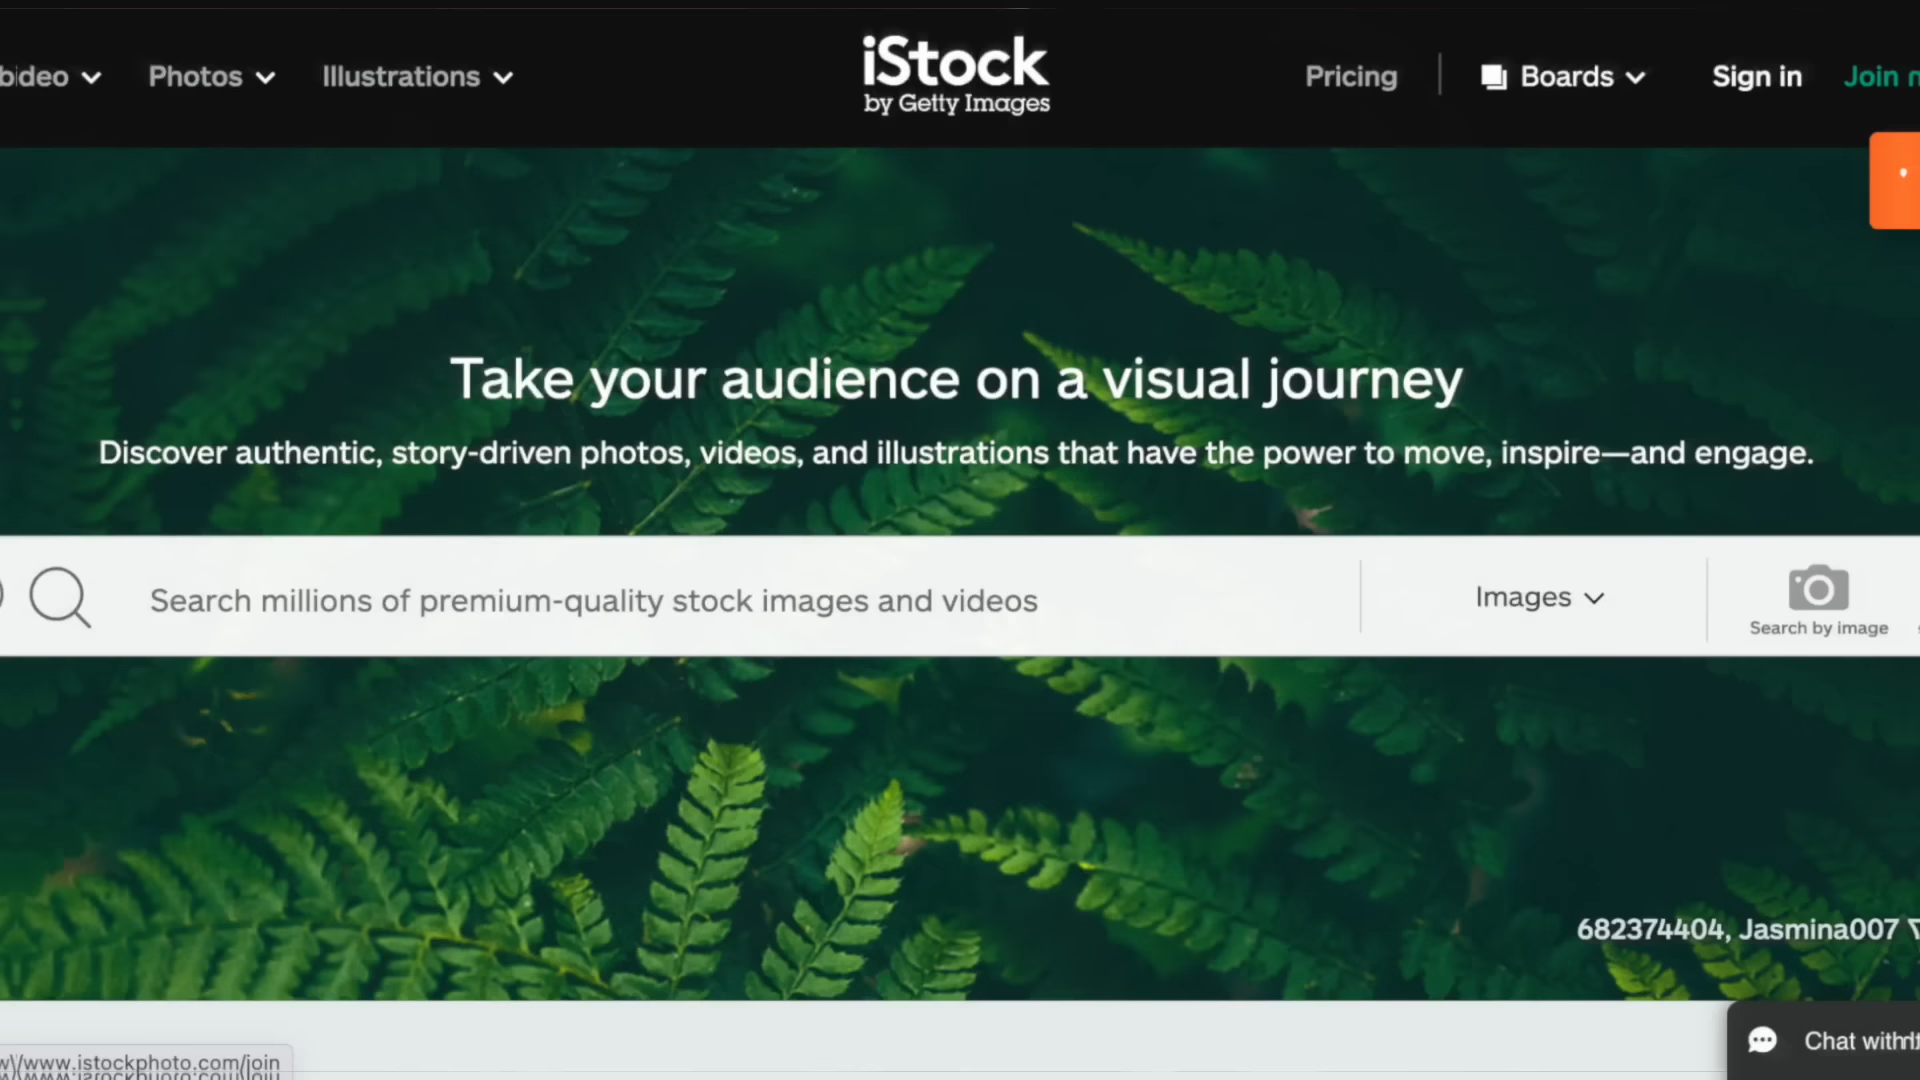 Photos
Illustrations
iStock
by Getty Images
Pricing
Boards
Sign in
Join
Take your audience on a visual journey
Discover authentic, story-driven photos, videos, and illustrations that have the power to move, inspire—and engage.
Search millions of premium-quality stock images and videos
Images
Search by image
682374404, Jasmina007
Chat
/www.istockphoto.com/join